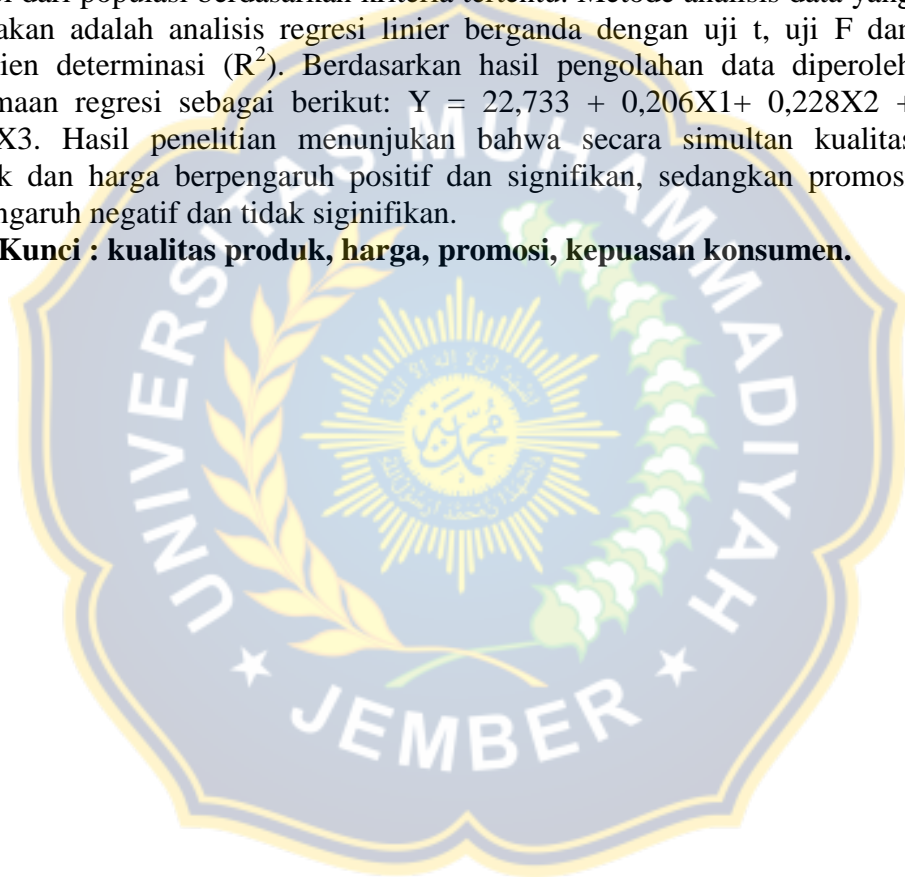 dari populasi berdasarkan kriteria tertentu. Metode analisis data yang
akan adalah analisis regresi linier berganda dengan uji t, uji F dan
ien determinasi (R²). Berdasarkan hasil pengolahan data diperoleh
maan regresi sebagai berikut: Y = 22,733 + 0,206X1+ 0,228X2 +
X3. Hasil penelitian menunjukan bahwa secara simultan kualitas
k dan harga berpengaruh positif dan signifikan, sedangkan promos
ngaruh negatif dan tidak siginifikan.
Kunci : kualitas produk, harga, promosi, kepuasan konsumen.
UNIVERSITAS MUHAMMADIYAH
JEMBER